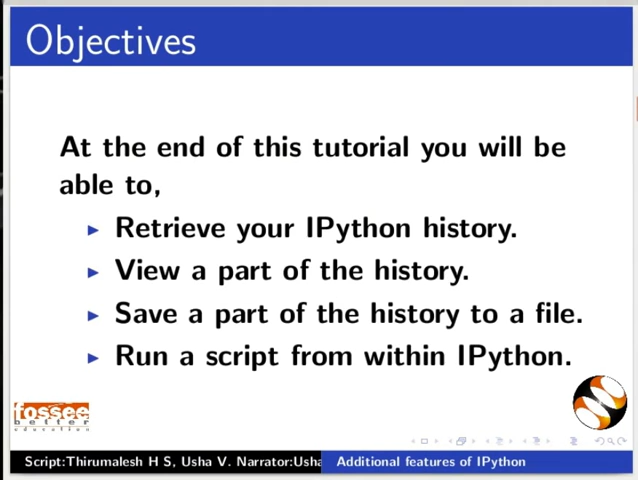 Objectives
At the end of this tutorial you will be
able to,
Retrieve your IPython history.
View a part of the history.
Save a part of the history to a file.
Run a script from within IPython.
fossee
better
education
Script:Thirumalesh H S, Usha V. Narrator:Usha
Additional features of IPython